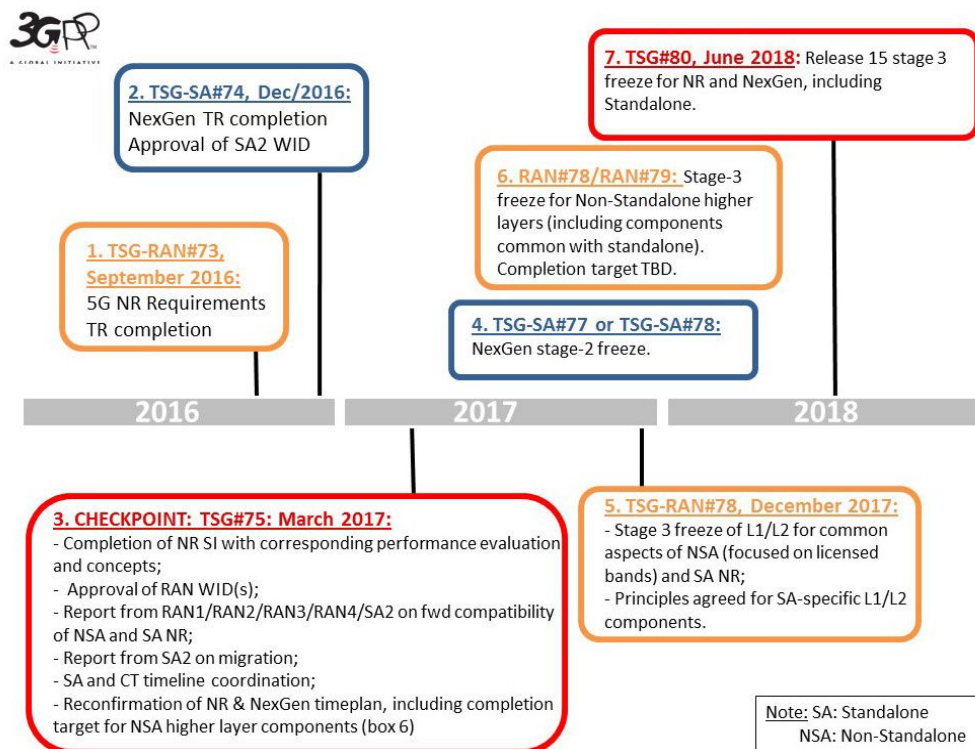 3GPP™
A GLOBAL INITIATIVE
2. TSG-SA#74, Dec/2016:
NexGen TR completion
Approval of SA2 WID
7. TSG#80, June 2018: Release 15 stage 3
freeze for NR and NexGen, including
Standalone.
1. TSG-RAN#73,
September 2016:
5G NR Requirements
TR completion
6. RAN#78/RAN#79: Stage-3
freeze for Non-Standalone higher
layers (including components
common with standalone).
Completion target TBD.
4. TSG-SA#77 or TSG-SA#78:
NexGen stage-2 freeze.
2016
2017
2018
3. CHECKPOINT: TSG#75: March 2017:
- Completion of NR SI with corresponding performance evaluation
and concepts;
- Approval of RAN WID(s);
- Report from RAN1/RAN2/RAN3/RAN4/SA2 on fwd compatibility
of NSA and SA NR;
- Report from SA2 on migration;
- SA and CT timeline coordination;
- Reconfirmation of NR & NexGen timeplan, including completion
target for NSA higher layer components (box 6)
5. TSG-RAN#78, December 2017:
- Stage 3 freeze of L1/L2 for common
aspects of NSA (focused on licensed
bands) and SA NR;
- Principles agreed for SA-specific L1/L2
components.
Note: SA: Standalone
NSA: Non-Standalone